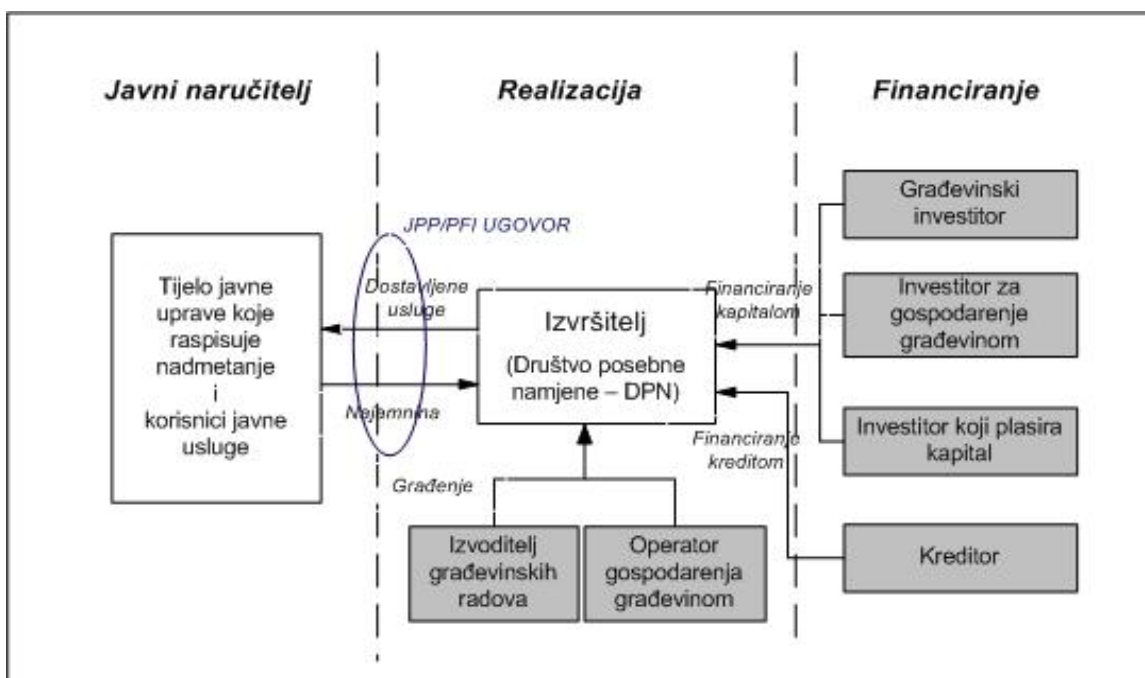 Javni naručitelj
Realizacija
Financiranje
JPP/PFI UGOVOR
Tijelo javne
uprave koje
raspisuje
nadmetanje
i
korisnici javne
usluge
Dostavljene
usluge
Najamnina
Izvršitelj
(Društvo posebne
namjene – DPN)
Građenje
Izvoditelj
građevinskih
radova
Operator
gospodarenja
građevinom
Financiranje
kapitalom
Financiranje
kreditom
Građevinski
investitor
Investitor za
gospodarenje
građevinom
Investitor koji plasira
kapital
Kreditor